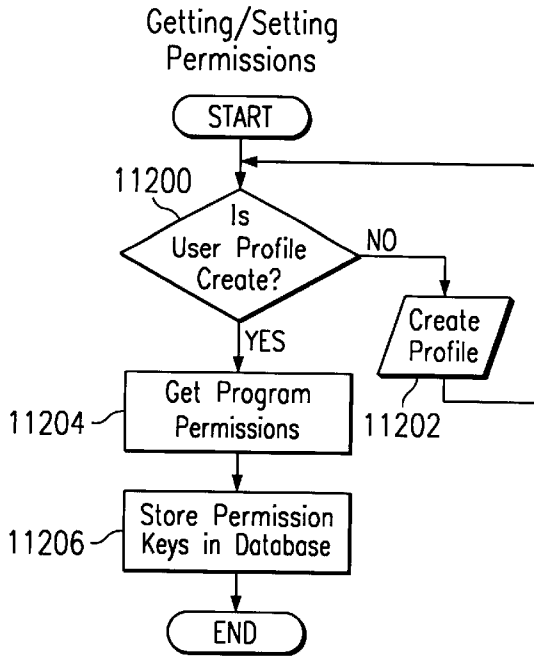 Getting/Setting
Permissions
START
11200
Is
User Profile
Create?
NO
YES
Create
Profile
11202
Get Program
Permissions
11204
Store Permission
Keys in Database
11206
END